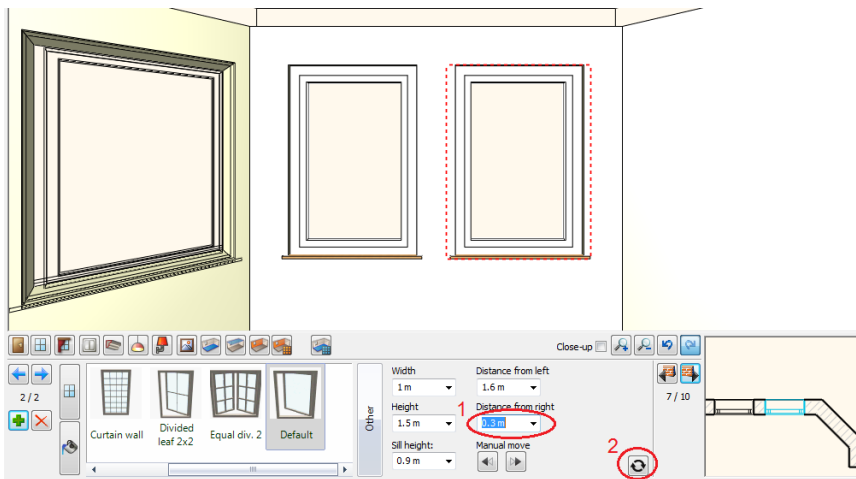 Close-up
2 / 2
Curtain wall
Divided
leaf 2x2
Equal div. 2
Default
Other
Width
1 m
Height
1.5 m
Sill height:
0.9 m
Distance from left
1.6 m
1
Distance from right
0.3 m
Manual move
2
7 / 10